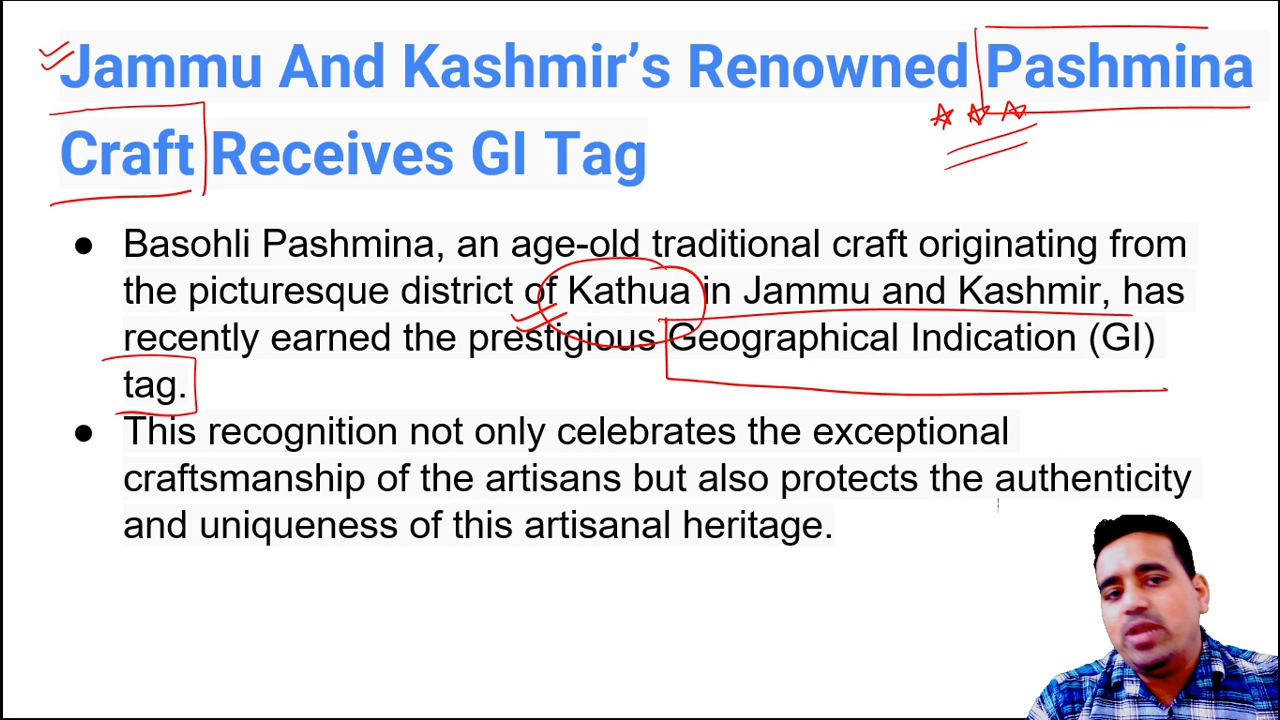 Jammu And Kashmir’s Renowned Pashmina
Craft Receives GI Tag
● Basohli Pashmina, an age-old traditional craft originating from
the picturesque district of Kathua in Jammu and Kashmir, has
recently earned the prestigious Geographical Indication (GI)
tag.
● This recognition not only celebrates the exceptional
craftsmanship of the artisans but also protects the authenticity
and uniqueness of this artisanal heritage.